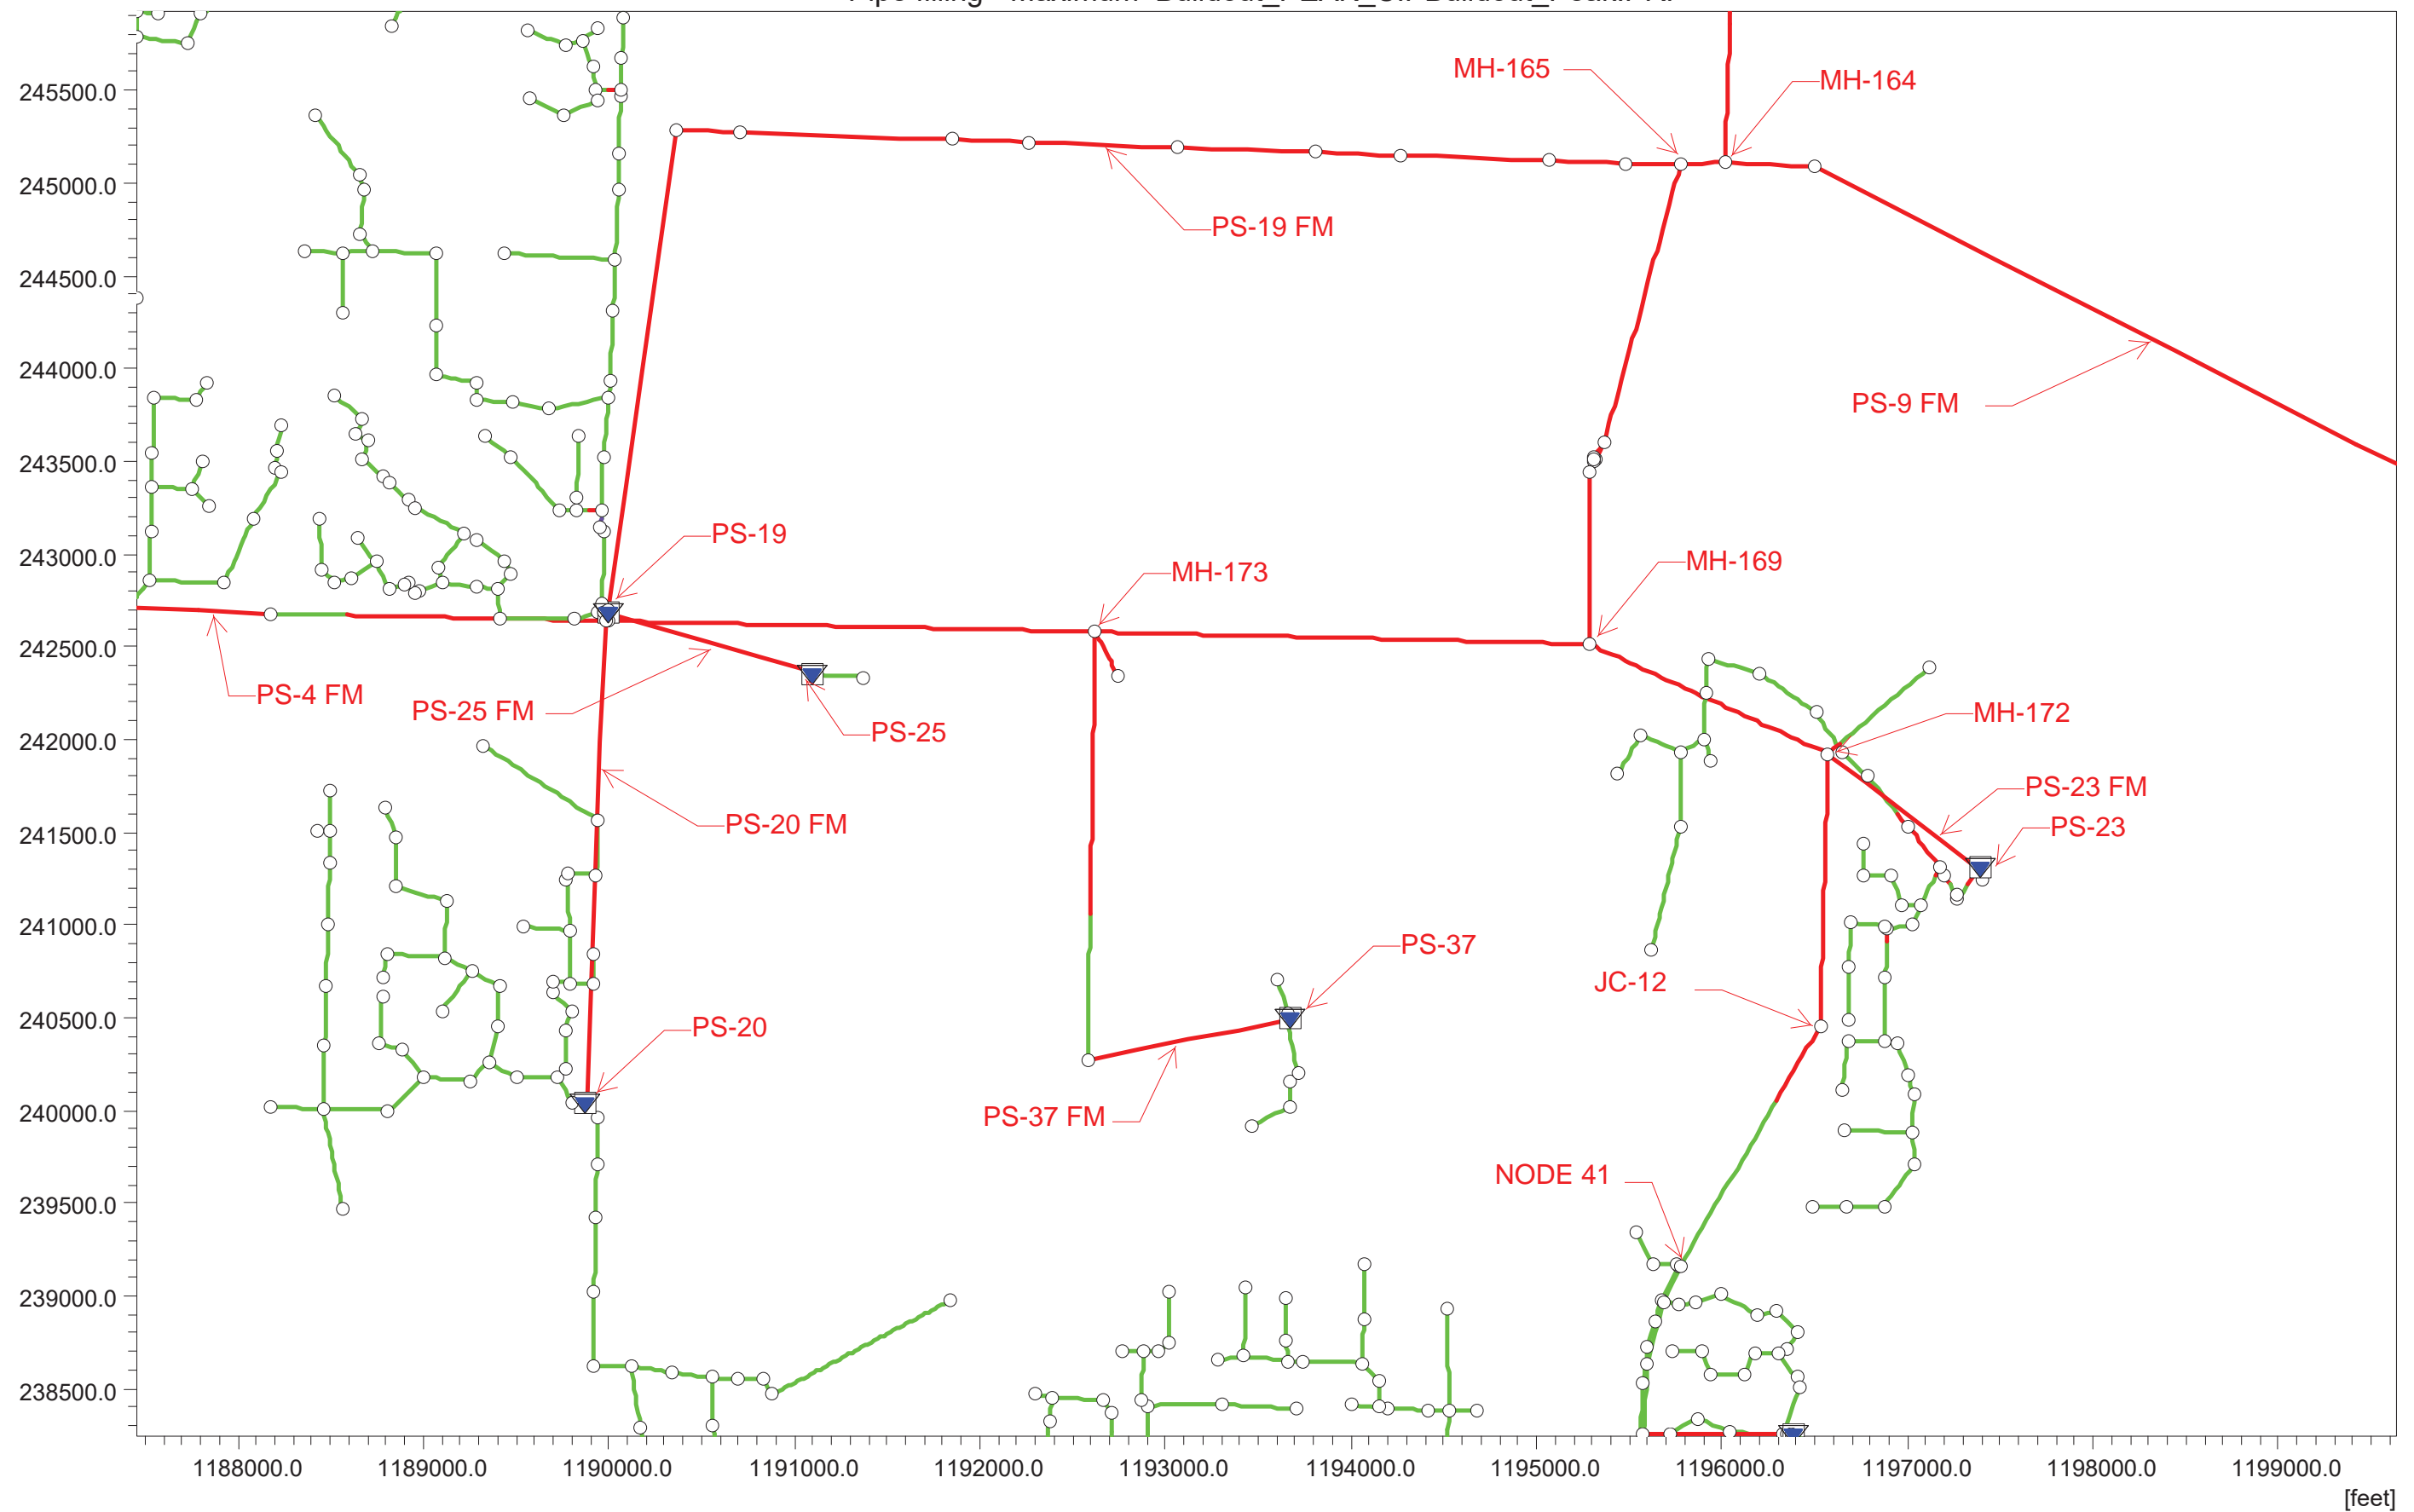 MH-165
MH-164
245500.0
245000.0
PS-19 FM
244500.0
244000.0
PS-9 FM
243500.0
PS-19
243000.0
MH-173
MH-169
242500.0
PS-4 FM
PS-25 FM
PS-25
MH-172
242000.0
PS-23 FM
PS-20 FM
PS-23
241500.0
241000.0
PS-37
JC-12
240500.0
PS-20
PS-37 FM
240000.0
NODE 41
239500.0
239000.0
238500.0
1188000.0 1189000.0 1190000.0 1191000.0 1192000.0 1193000.0 1194000.0 1195000.0 1196000.0 1197000.0 1198000.0 1199000.0
[feet]